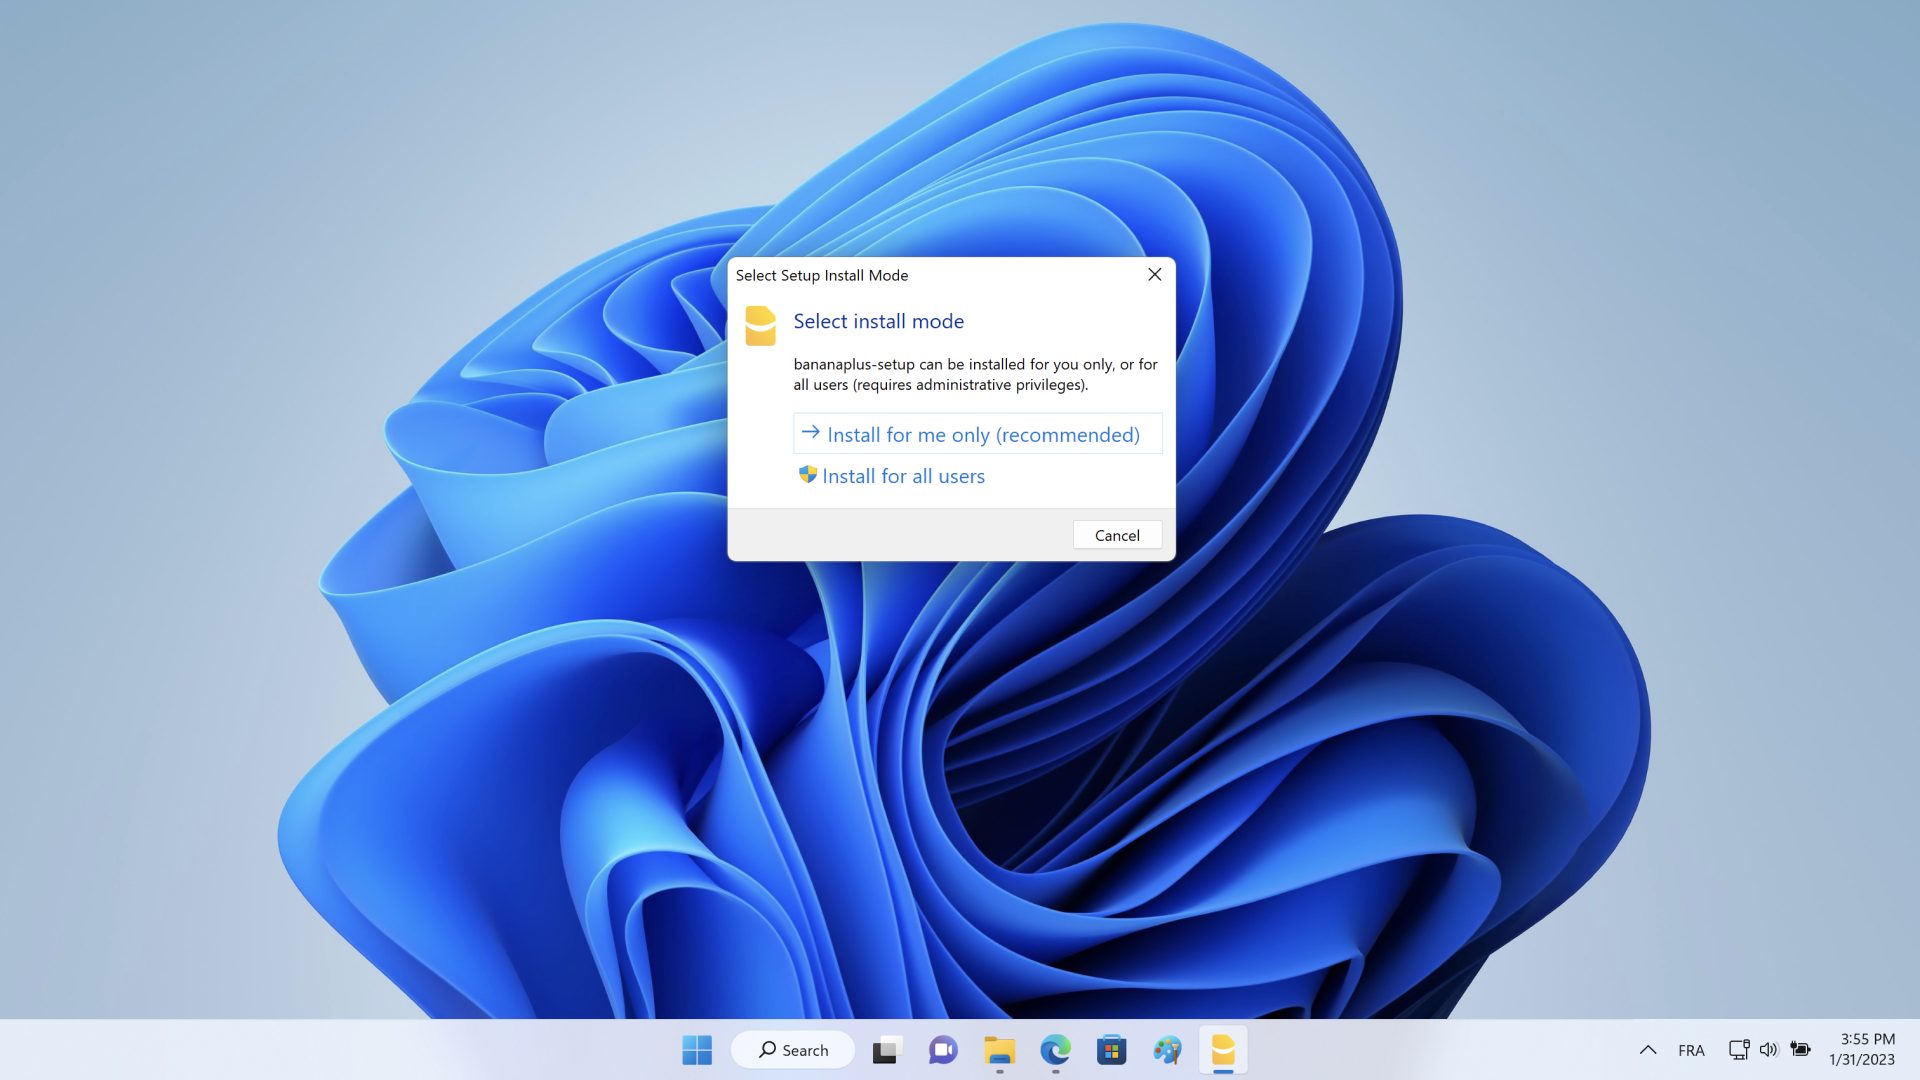 Select Setup Install Mode
Select install mode
bananaplus-setup can be installed for you only, or for
all users (requires administrative privileges).
Install for me only (recommended)
Install for all users
Cancel
Search
FRA
3:55 PM
1/31/2023